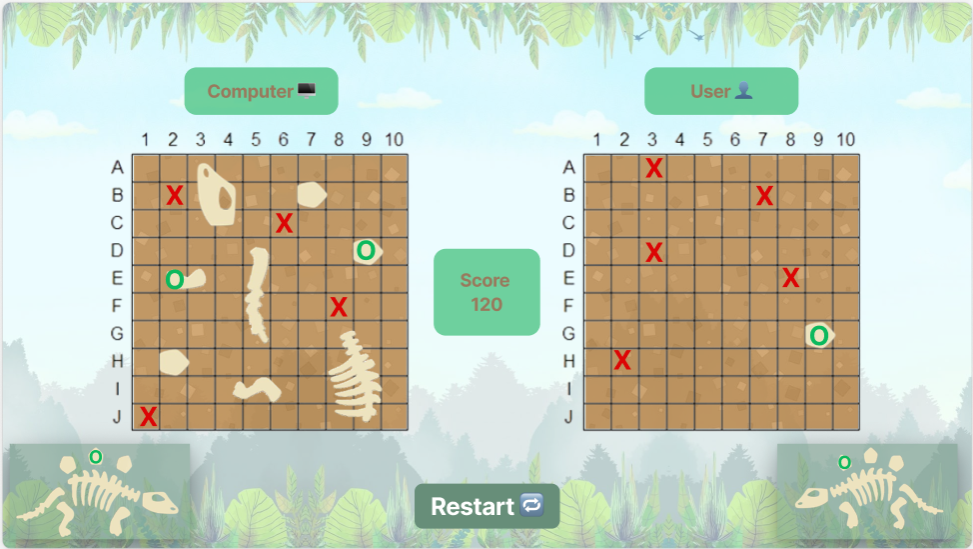 Computer
User
1 2 3 4 5 6 7 8 9 10
1 2 3 4 5 6 7 8 9 10
A
B X
C X
D O
E O
F X
G
H
I
J X
A X
B X
C
D X
E X
F
G O
H X
I
J
Score
120
O
O
Restart